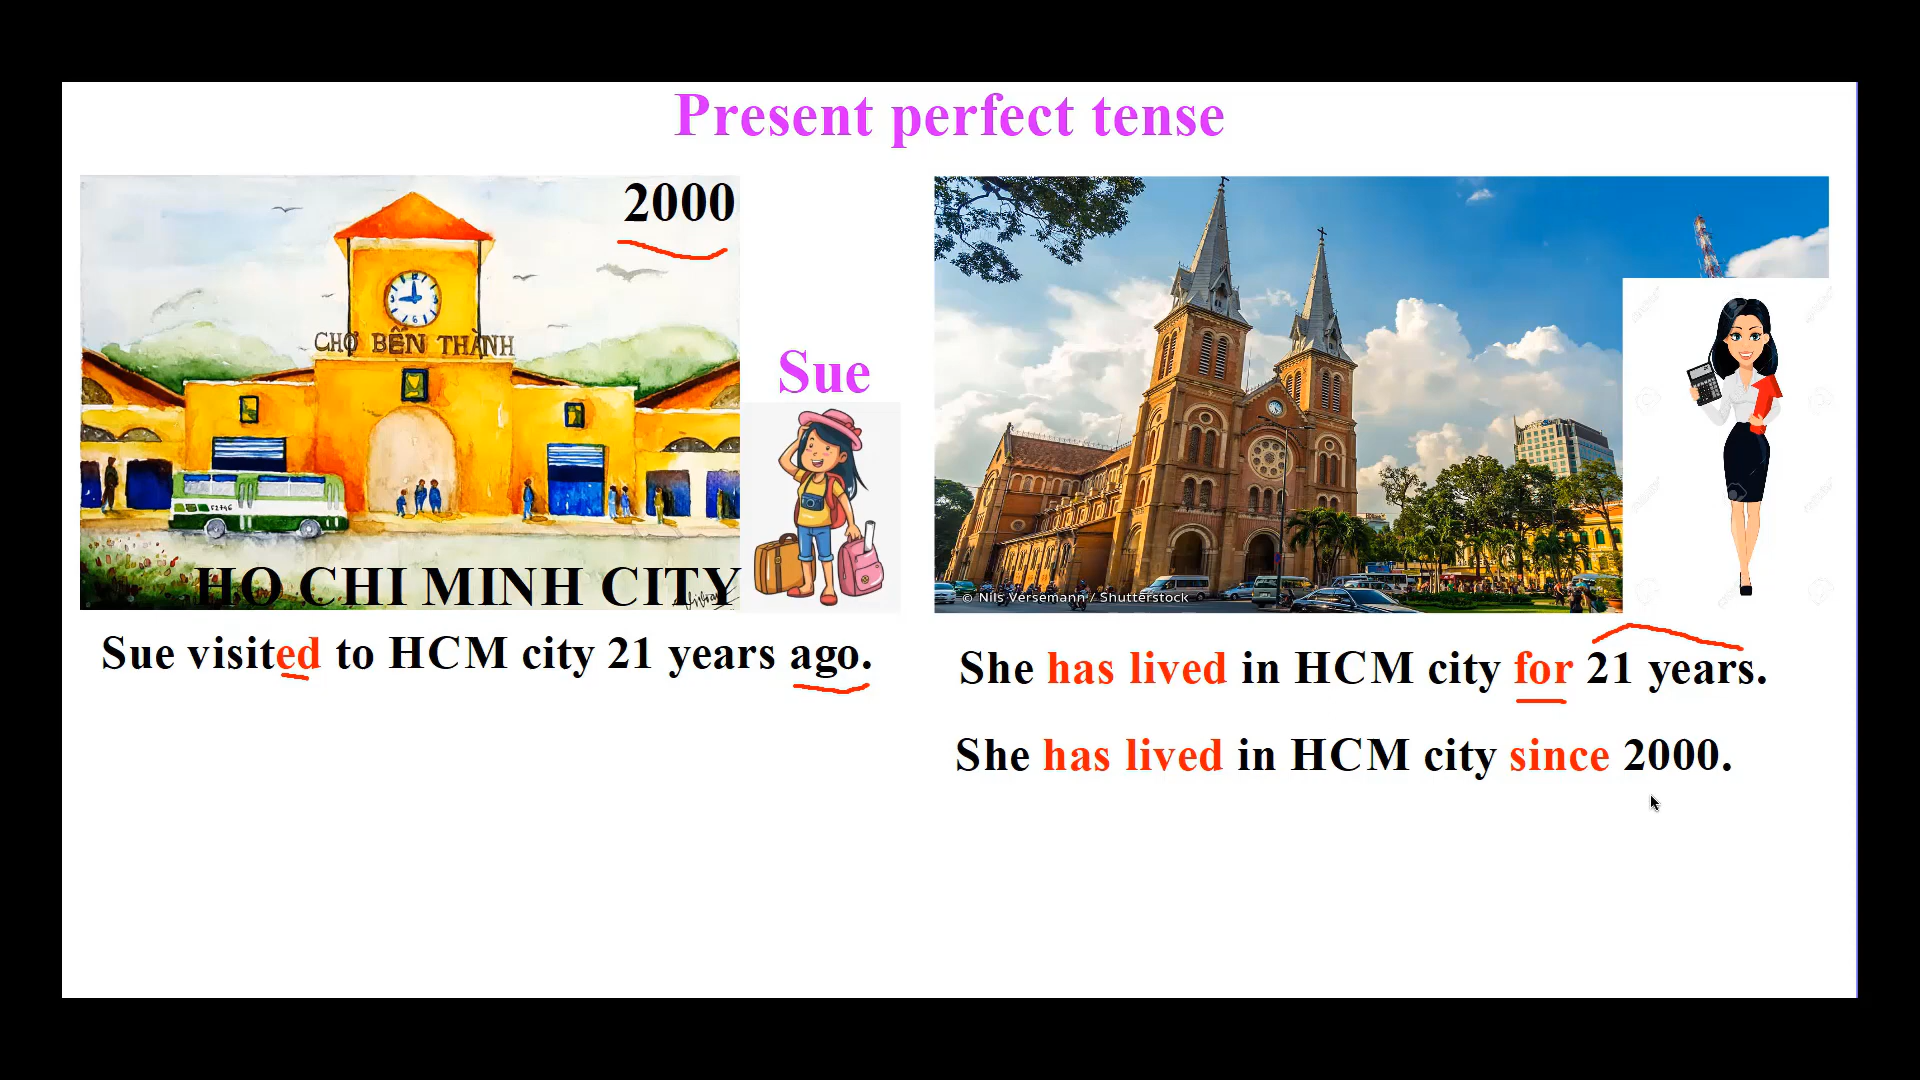 Present perfect tense
2000
CHỢ BẾN THÀNH
Sue
HO CHI MINH CITY
© Nils Versemann / Shutterstock
Sue visited to HCM city 21 years ago.
She has lived in HCM city for 21 years.
She has lived in HCM city since 2000.